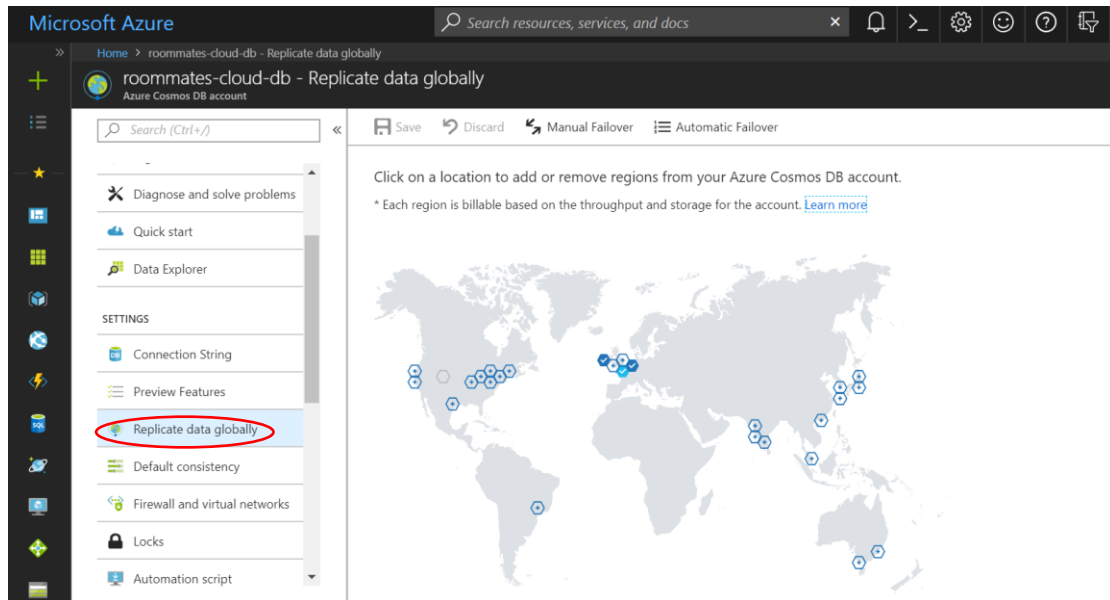 Microsoft Azure
Search resources, services, and docs
Home > roommates-cloud-db - Replicate data globally
roommates-cloud-db - Replicate data globally
Azure Cosmos DB account
Search (Ctrl+/)
Save
Discard
Manual Failover
Automatic Failover
Diagnose and solve problems
Quick start
Data Explorer
SETTINGS
Connection String
Preview Features
Replicate data globally
Default consistency
Firewall and virtual networks
Locks
Automation script
Click on a location to add or remove regions from your Azure Cosmos DB account.
* Each region is billable based on the throughput and storage for the account. Learn more
SQL
DB